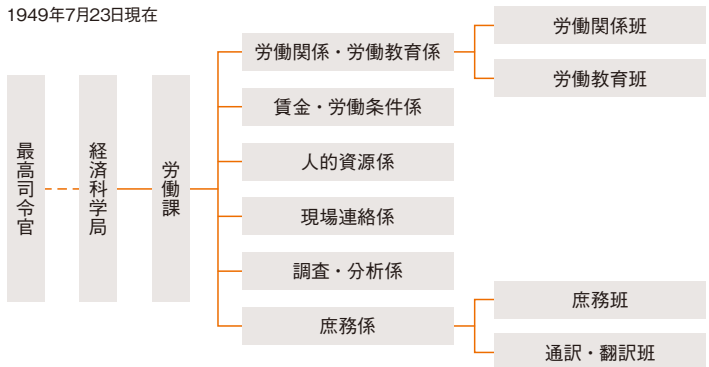 1949年7月23日現在
最高司令官
経済科学局
労働課
労働関係・労働教育係
賃金・労働条件係
人的資源係
現場連絡係
調査・分析係
庶務係
労働関係班
労働教育班
庶務班
通訳・翻訳班